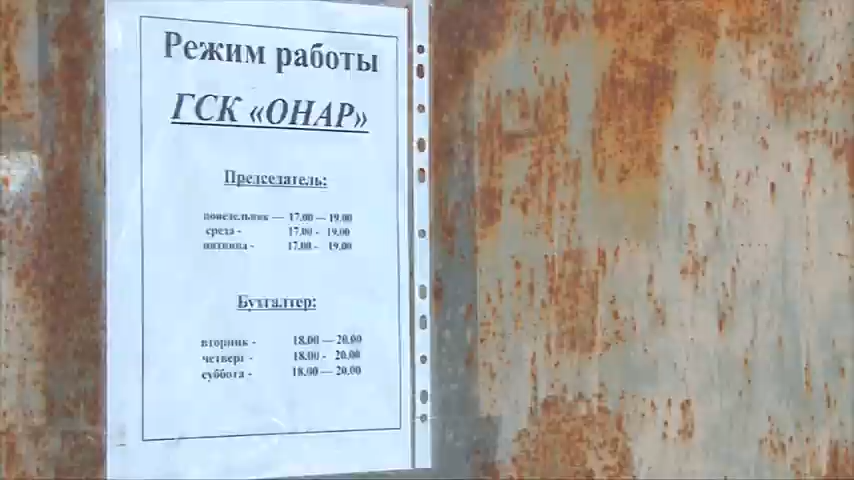 Режим работы
ГСК «ОНАР»
Председатель:
понедельник — 17.00 — 19.00
среда - 17.00 - 19.00
пятница - 17.00 - 19.00
Бухгалтер:
вторник - 18.00 — 20.00
четверг - 18.00 - 20.00
суббота - 18.00 — 20.00